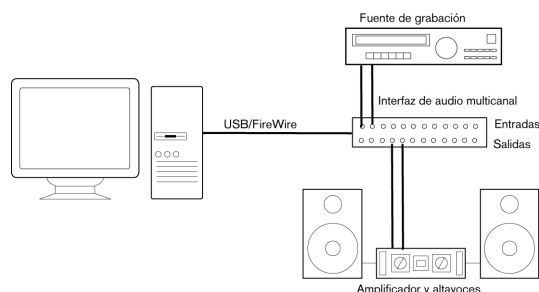 Fuente de grabación
Interfaz de audio multicanal
USB/FireWire
Entradas
Salidas
Amplificador y altavoces